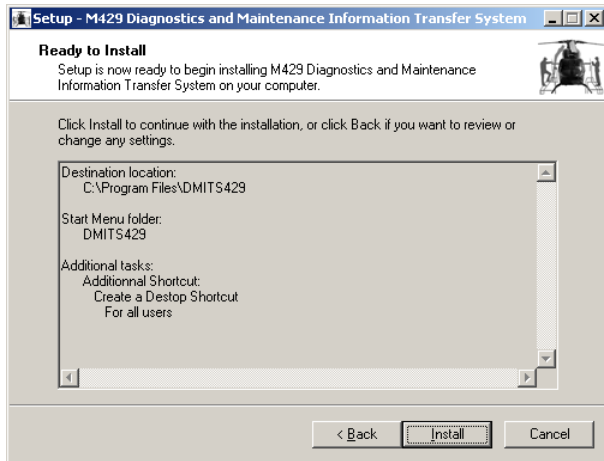 Setup - M429 Diagnostics and Maintenance Information Transfer System
Ready to Install
Setup is now ready to begin installing M429 Diagnostics and Maintenance
Information Transfer System on your computer.
Click Install to continue with the installation, or click Back if you want to review or
change any settings.
Destination location:
C:\Program Files\DMITS429
Start Menu folder:
DMITS429
Additional tasks:
Additionnal Shortcut:
Create a Destop Shortcut
For all users
< Back
Install
Cancel